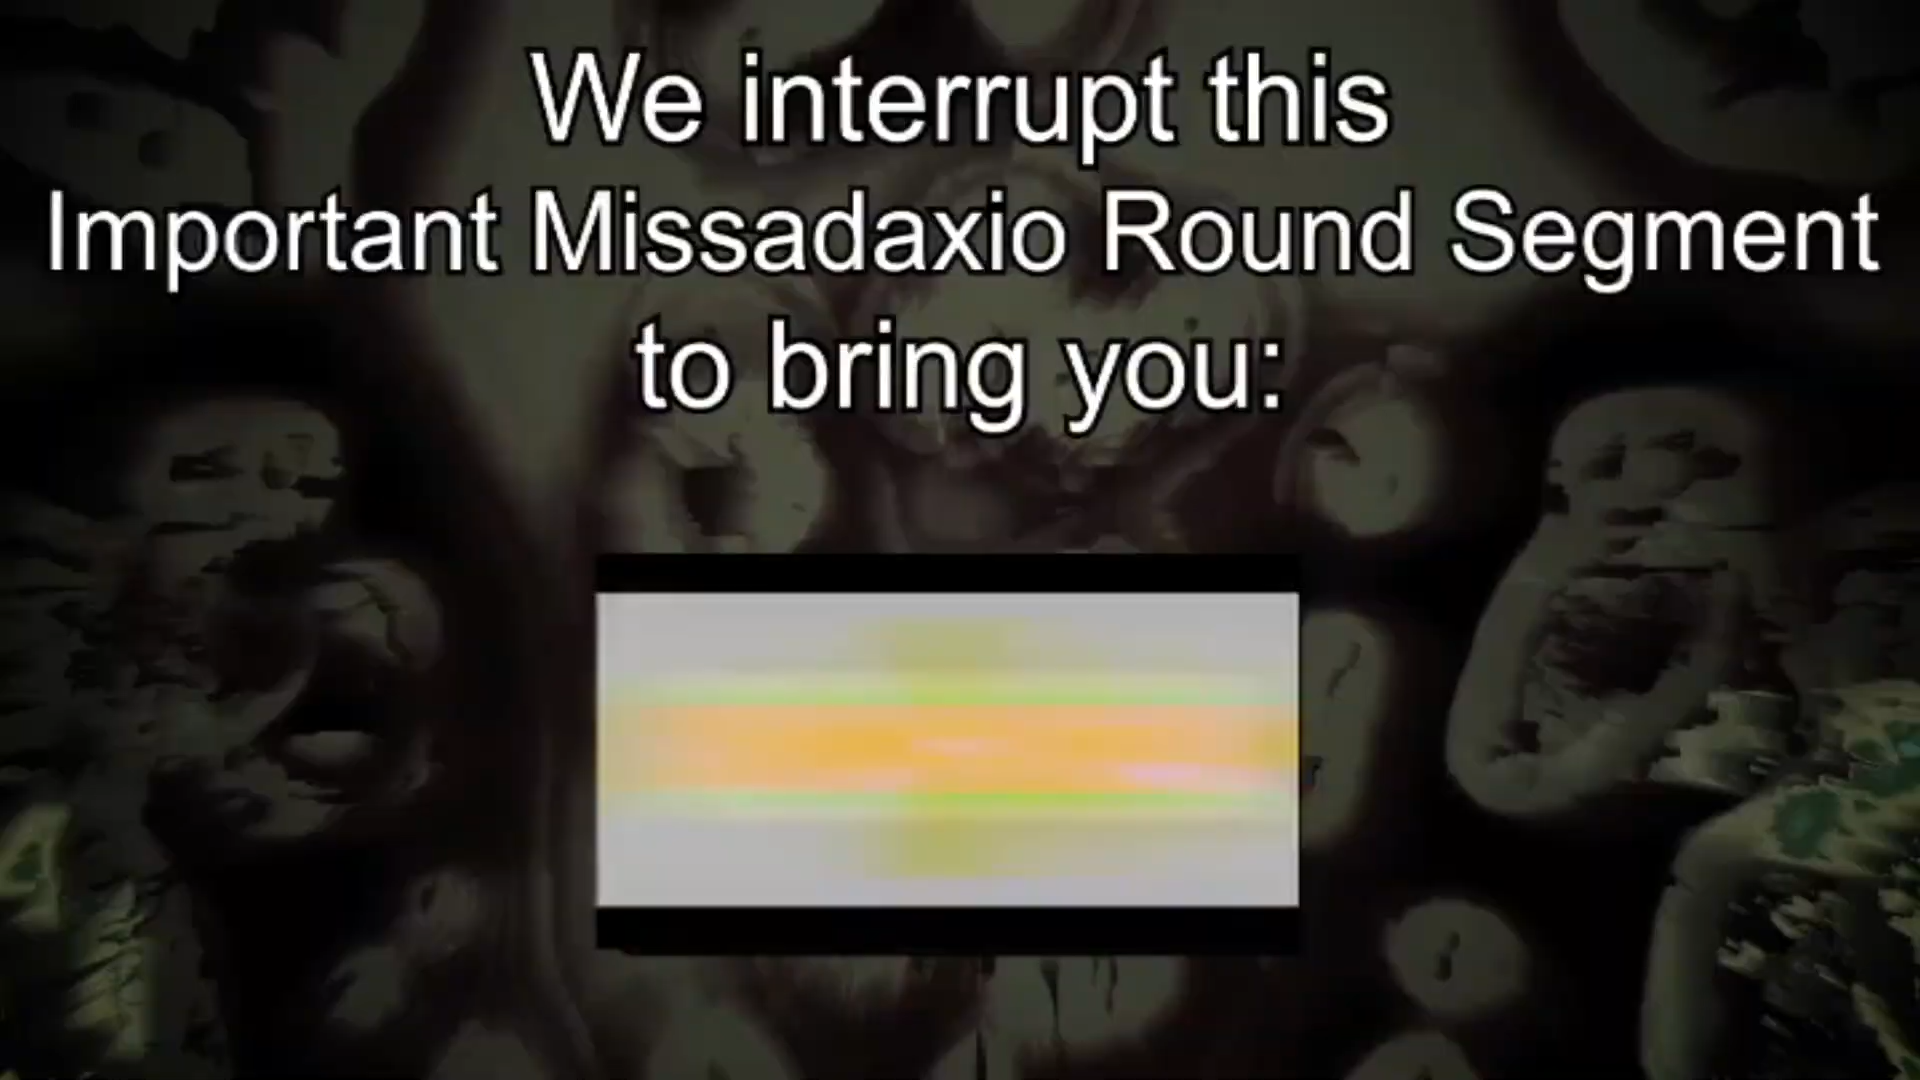 We interrupt this
Important Missadaxio Round Segment
to bring you: